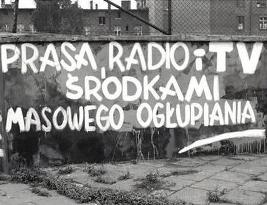 PRASA, RADIO i TV
ŚRODKAMI
MASOWEGO OGŁUPIANIA